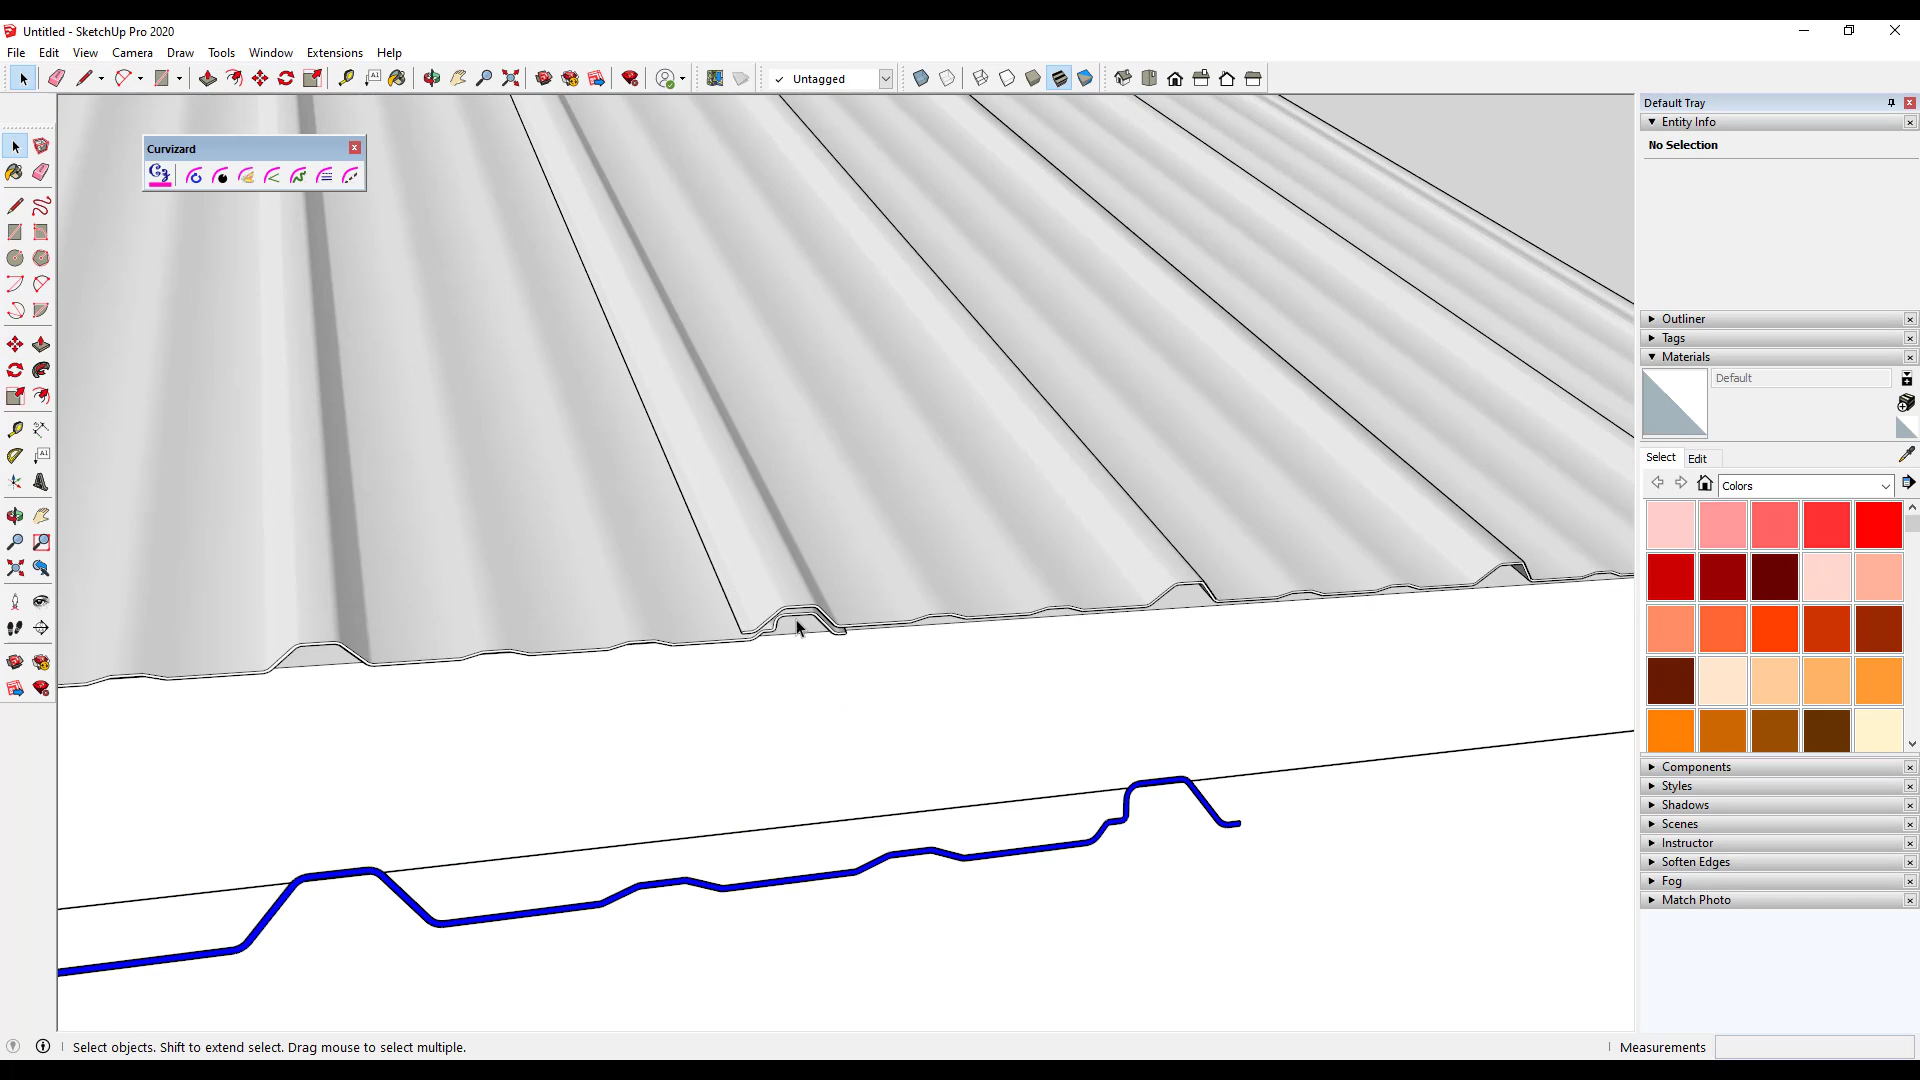 Untitled - SketchUp Pro 2020
File Edit View Camera Draw Tools Window Extensions Help
Untagged
Default Tray
Entity Info
No Selection
Curvizard
Outliner
Tags
Materials
Default
Select Edit
Colors
Components
Styles
Shadows
Scenes
Instructor
Soften Edges
Fog
Match Photo
Select objects. Shift to extend select. Drag mouse to select multiple.
Measurements